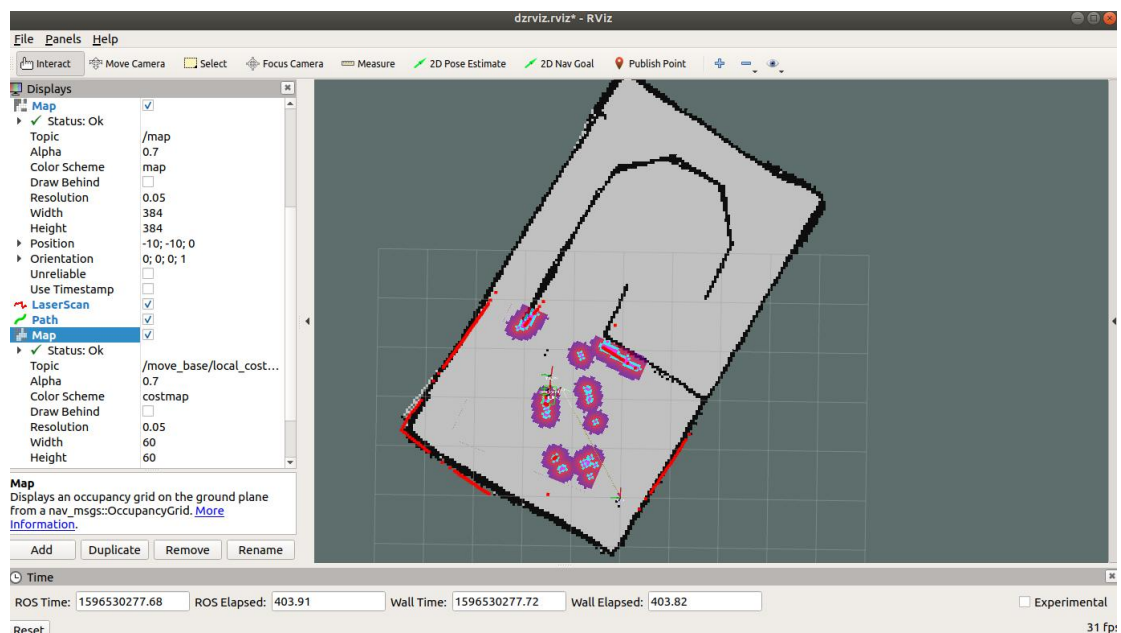 dzrviz.rviz* - RViz
File Panels Help
Interact Move Camera Select Focus Camera Measure 2D Pose Estimate 2D Nav Goal Publish Point
Displays
Map
Status: Ok
Topic /map
Alpha 0.7
Color Scheme map
Draw Behind
Resolution 0.05
Width 384
Height 384
Position -10; -10; 0
Orientation 0; 0; 0; 1
Unreliable
Use Timestamp
LaserScan
Path
Map
Status: Ok
Topic /move_base/local_cost...
Alpha 0.7
Color Scheme costmap
Draw Behind
Resolution 0.05
Width 60
Height 60
Map
Displays an occupancy grid on the ground plane
from a nav_msgs::OccupancyGrid. More
Information.
Add Duplicate Remove Rename
Time
ROS Time: 1596530277.68 ROS Elapsed: 403.91 Wall Time: 1596530277.72 Wall Elapsed: 403.82 Experimental
Reset 31 fps